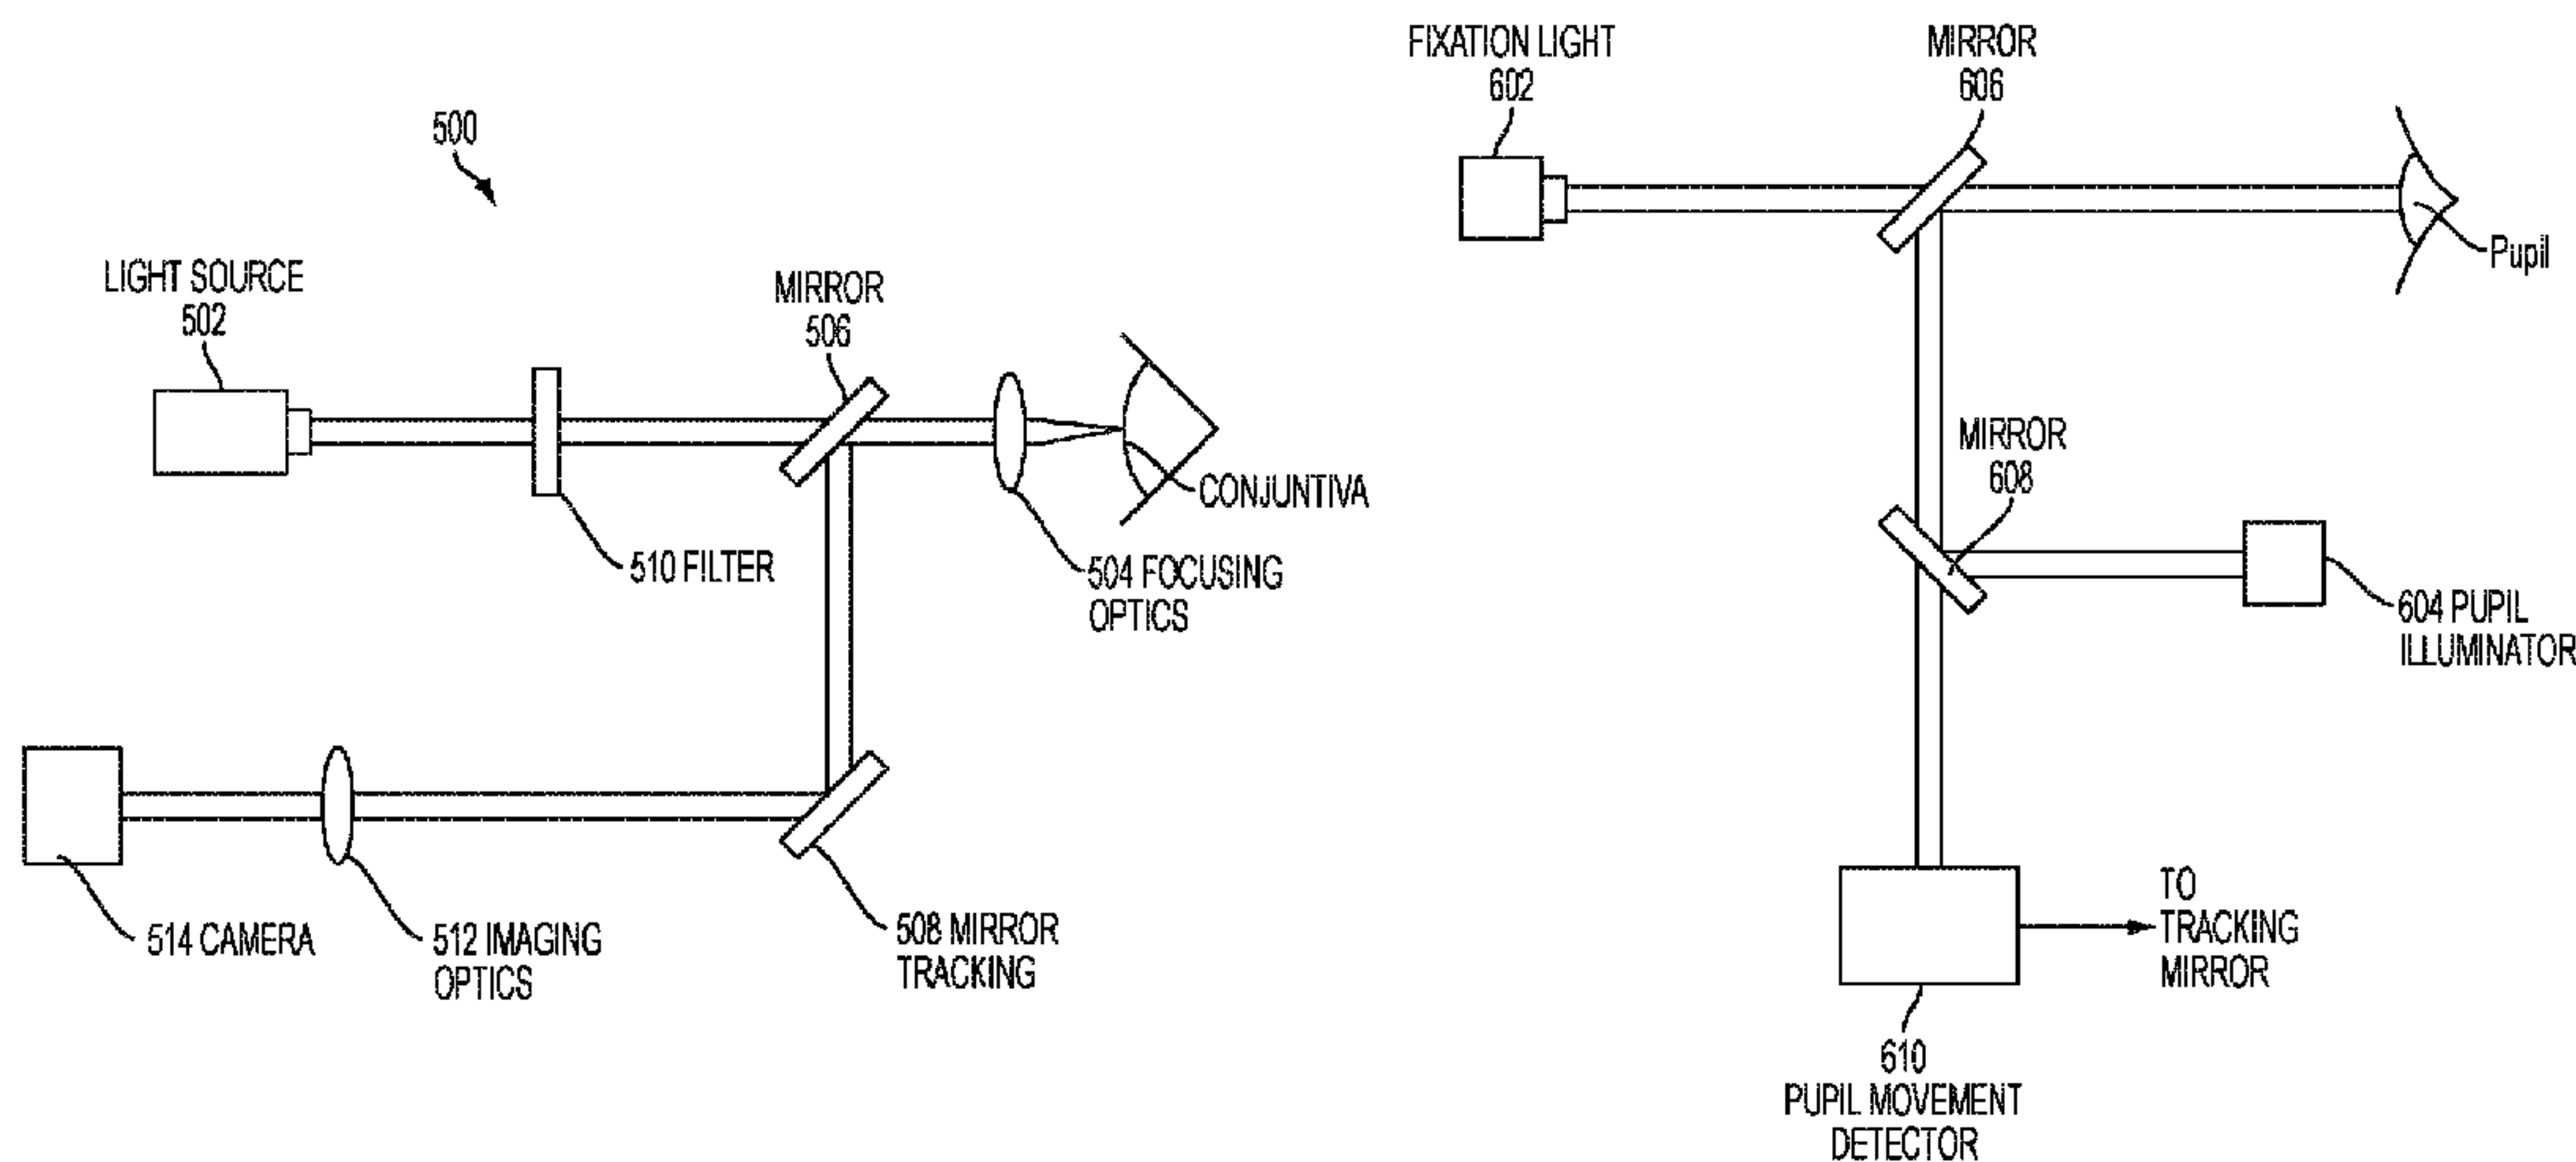 500
LIGHT SOURCE
502
MIRROR
506
CONJUNTIVA
510 FILTER
504 FOCUSING
OPTICS
514 CAMERA
512 IMAGING
OPTICS
508 MIRROR
TRACKING
FIXATION LIGHT
602
MIRROR
606
Pupil
MIRROR
608
604 PUPIL
ILLUMINATOR
TO
TRACKING
MIRROR
610
PUPIL MOVEMENT
DETECTOR